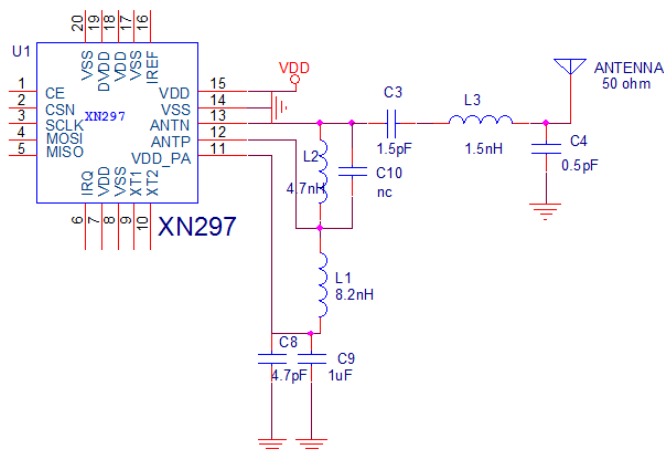 U1
20
19
18
17
16
VSS
DVDD
VDD
VSS
IREF
1
2
3
4
5
CE
CSN
SCLK
MOSI
MISO
XN297
VDD
VSS
ANTN
ANTP
VDD_PA
15
14
13
12
11
IRQ
VDD
VSS
XT1
XT2
6
7
8
9
10
XN297
VDD
C3
1.5pF
L3
1.5nH
ANTENNA
50 ohm
C4
0.5pF
L2
4.7nH
C10
nc
L1
8.2nH
C8
4.7pF
C9
1uF